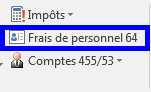 Impôts
Frais de personnel 64
Comptes 455/53